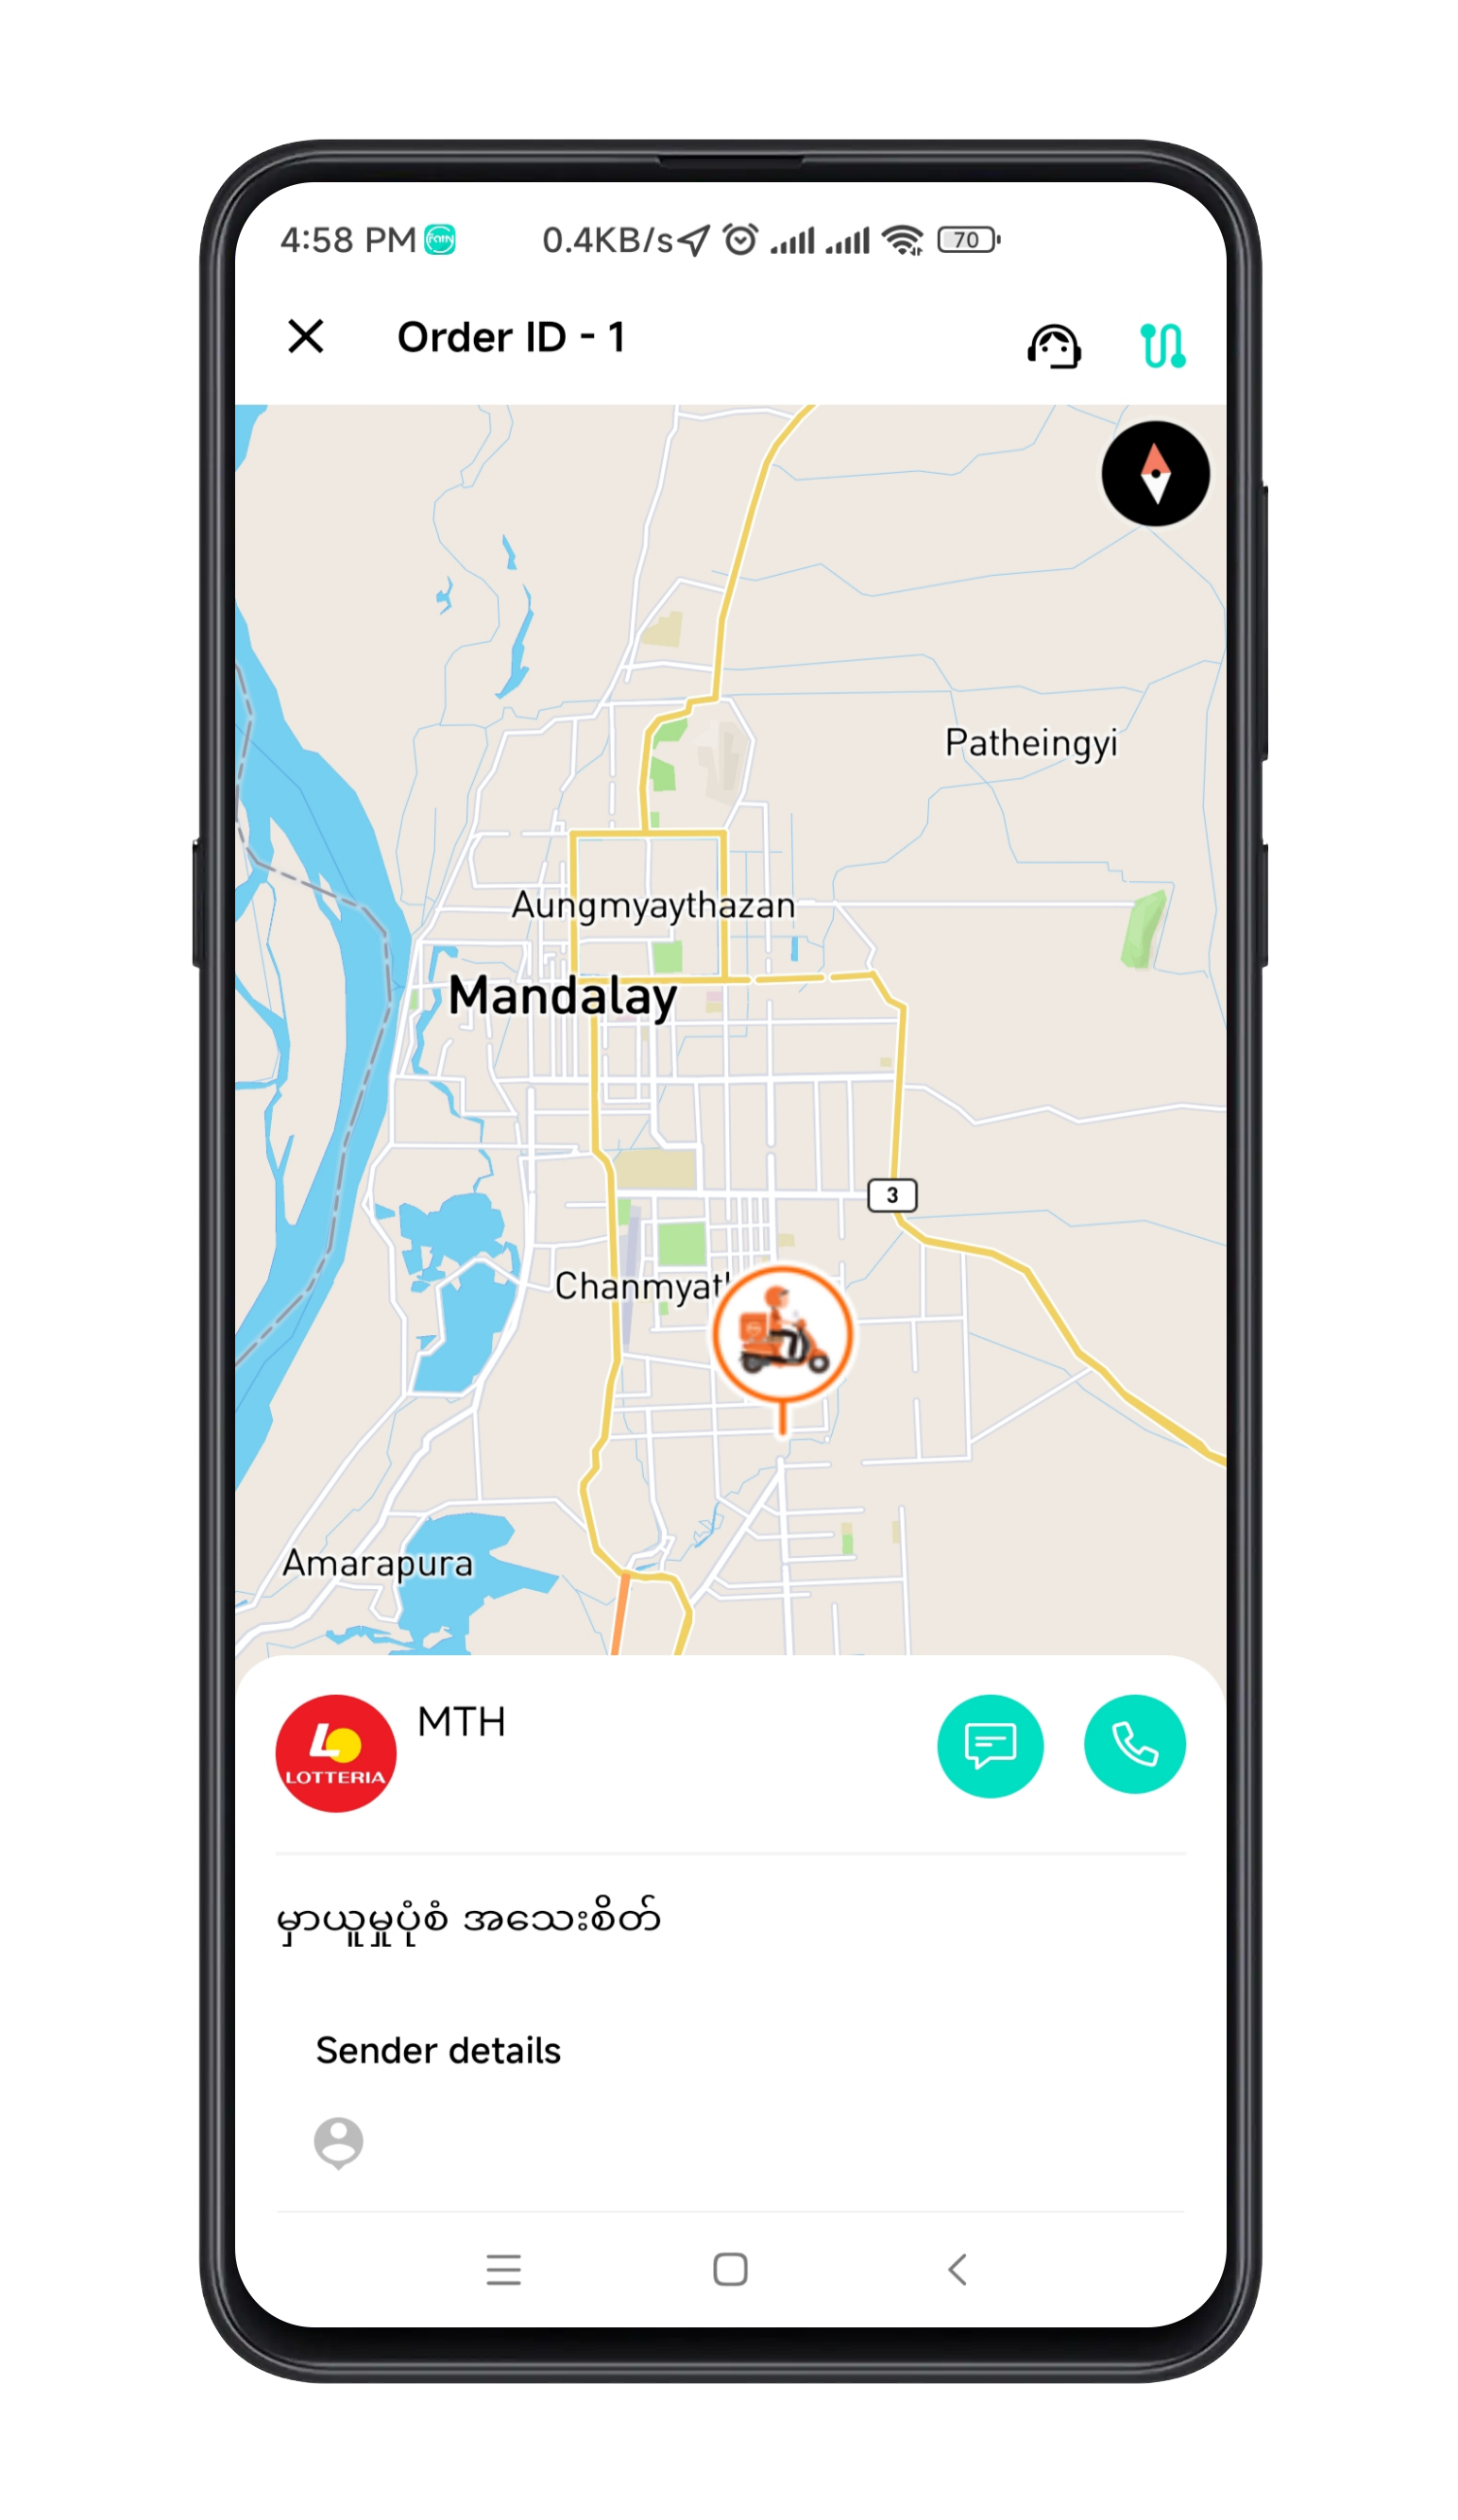 4:58 PM
0.4KB/s
70
Order ID - 1
Patheingyi
Aungmyaythazan
Mandalay
3
Chanmyat
Amarapura
LOTTERIA
MTH
မှာယူမှုပုံစံ အသေးစိတ်
Sender details